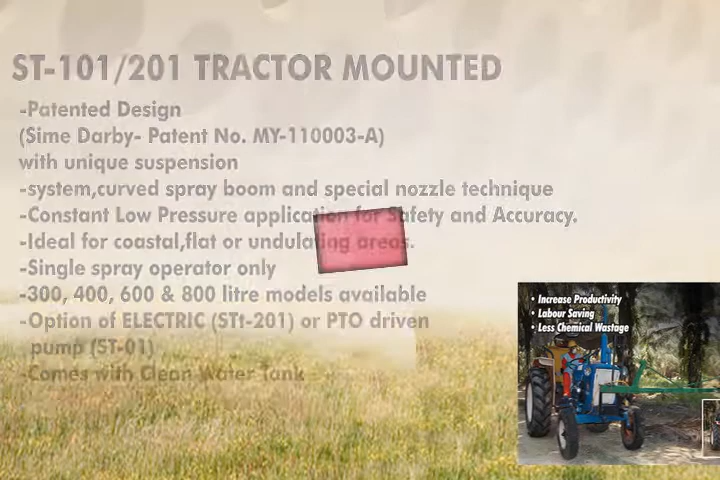 ST-101/201 TRACTOR MOUNTED
-Patented Design
(Sime Darby- Patent No. MY-110003-A)
with unique suspension
-system,curved spray boom and special nozzle technique
-Constant Low Pressure application for Safety and Accuracy.
-Ideal for coastal,flat or undulating areas.
-Single spray operator only
-300, 400, 600 & 800 litre models available
-Option of ELECTRIC (STt-201) or PTO driven
pump (ST-01)
-Comes with Clean Water Tank
• Increase Productivity
• Labour Saving
• Less Chemical Wastage